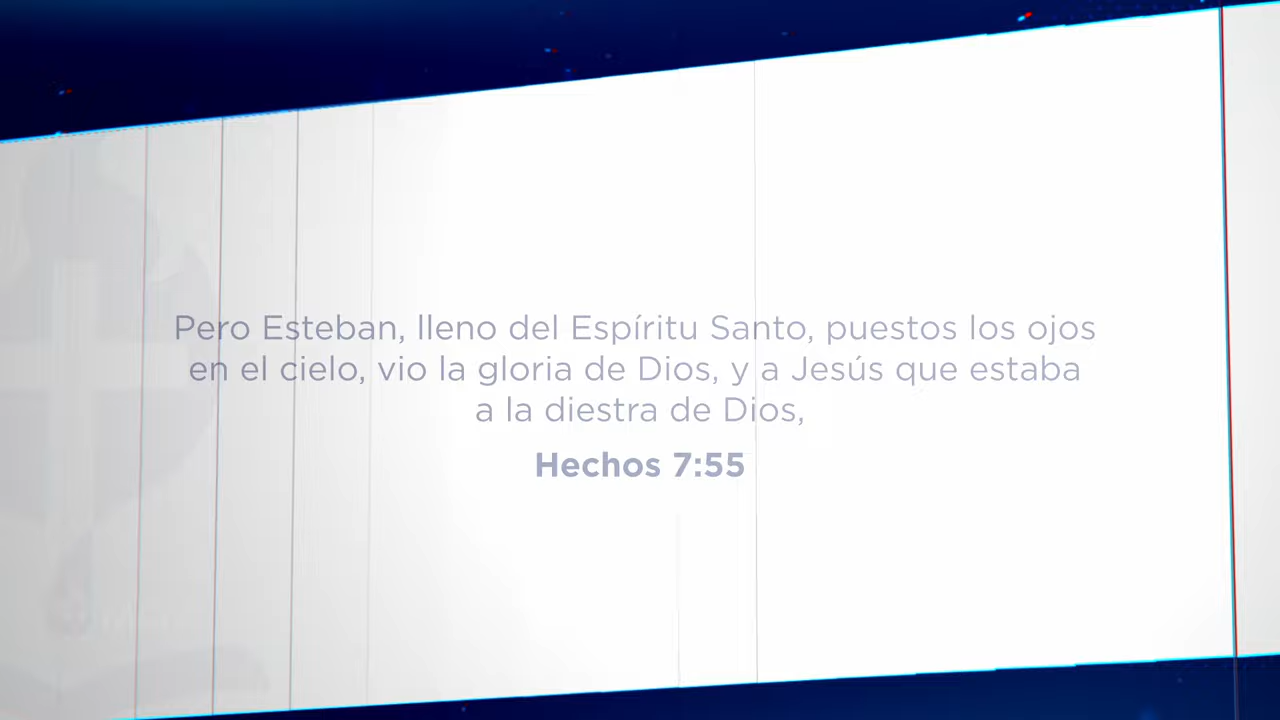 Pero Esteban, lleno del Espíritu Santo, puestos los ojos
en el cielo, vio la gloria de Dios, y a Jesús que estaba
a la diestra de Dios,
Hechos 7:55